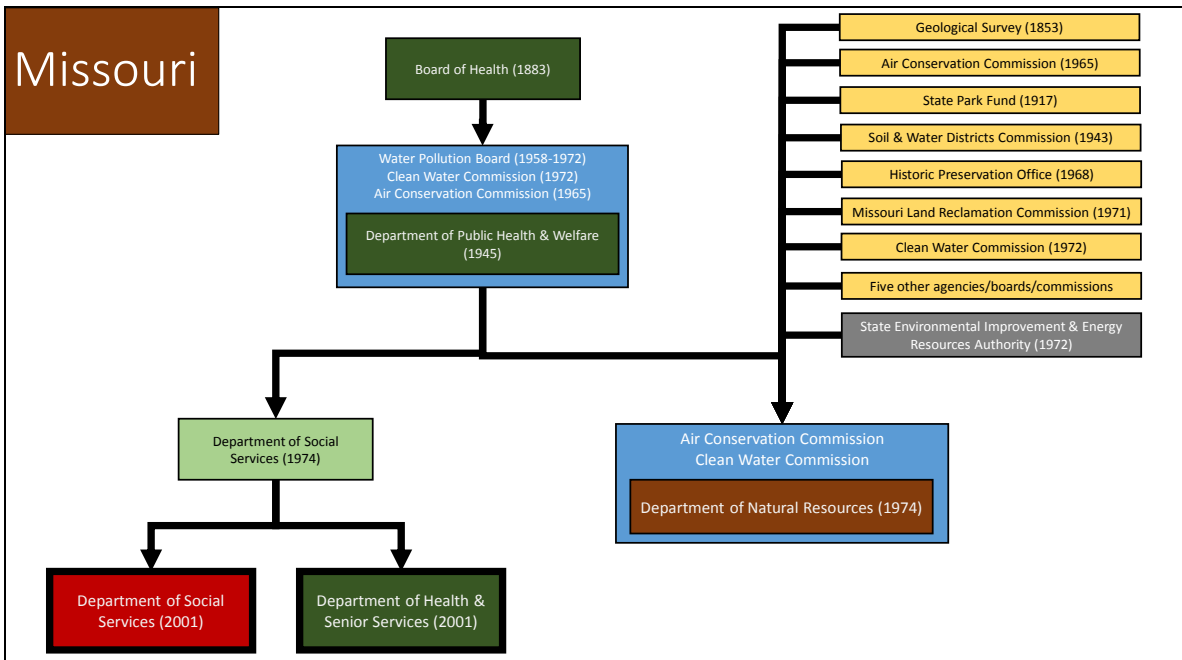 Missouri
Board of Health (1883)
Water Pollution Board (1958-1972)
Clean Water Commission (1972)
Air Conservation Commission (1965)
Department of Public Health & Welfare
(1945)
Geological Survey (1853)
Air Conservation Commission (1965)
State Park Fund (1917)
Soil & Water Districts Commission (1943)
Historic Preservation Office (1968)
Missouri Land Reclamation Commission (1971)
Clean Water Commission (1972)
Five other agencies/boards/commissions
State Environmental Improvement & Energy
Resources Authority (1972)
Department of Social
Services (1974)
Air Conservation Commission
Clean Water Commission
Department of Natural Resources (1974)
Department of Social
Services (2001)
Department of Health &
Senior Services (2001)